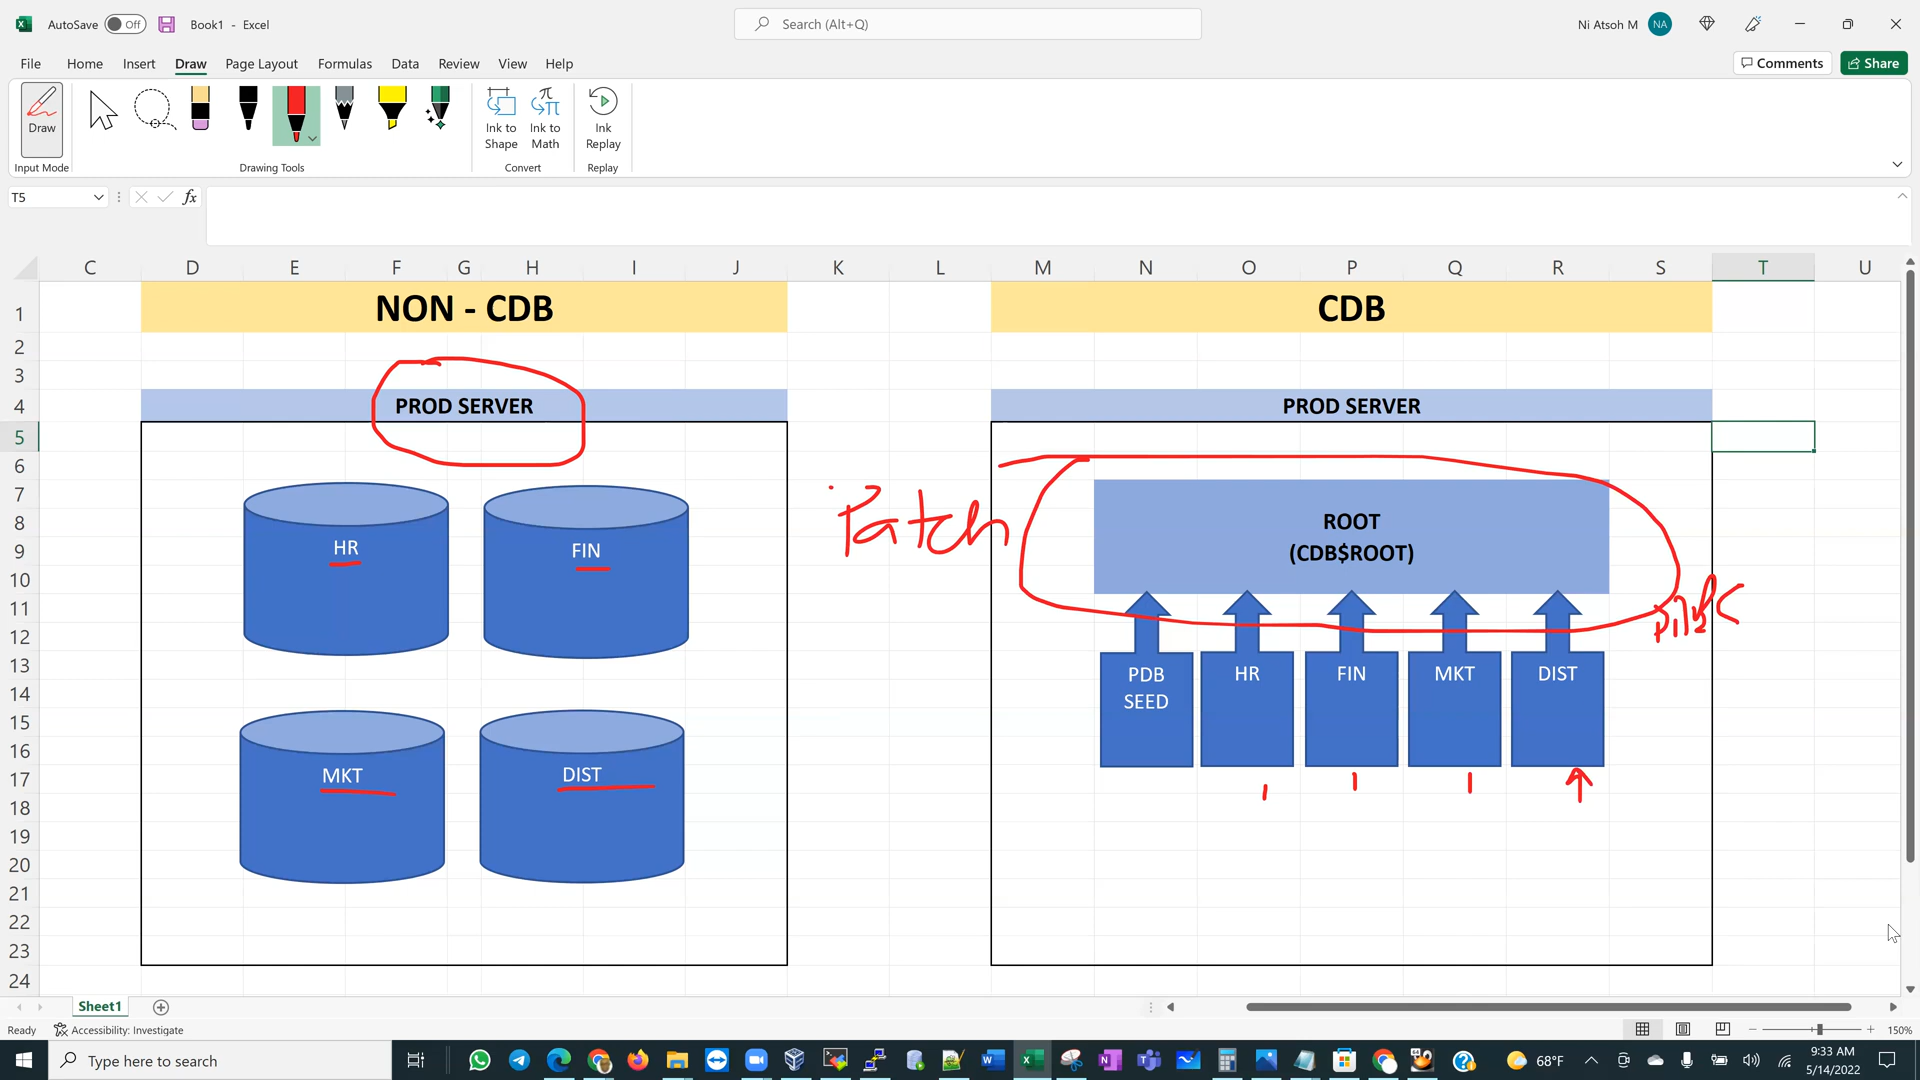 AutoSave Off Book1 - Excel Search (Alt+Q) Ni Atsoh M NA
File Home Insert Draw Page Layout Formulas Data Review View Help Comments Share
Draw
Ink to Shape
Ink to Math
Ink Replay
Input Mode Drawing Tools Convert Replay
T5 fx
C D E F G H I J K L M N O P Q R S T U
1 NON - CDB CDB
2
3
4 PROD SERVER PROD SERVER
5
6
7
8
9
10
11
12
13
14
15
16
17
18
19
20
21
22
23
24
HR FIN
MKT DIST
Patch
ROOT
(CDB$ROOT)
PDB SEED HR FIN MKT DIST
Sheet1
Ready Accessibility: Investigate 150%
Type here to search 68°F 9:33 AM
5/14/2022